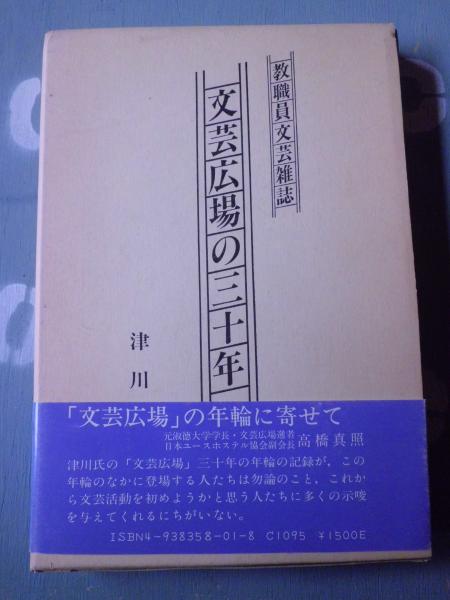 教職員文芸雑誌
文芸広場の三十年
津川
「文芸広場」の年輪に寄せて
元淑徳大学学長・文芸広場選者
日本ユースホステル協会副会長 高橋真照
津川氏の「文芸広場」三十年の年輪の記録が，この
年輪のなかに登場する人たちは勿論のこと，これか
ら文芸活動を初めようかと思う人たちに多くの示唆
を与えてくれるにちがいない。
ISBN4-938358-01-8 C1095 ¥1500E